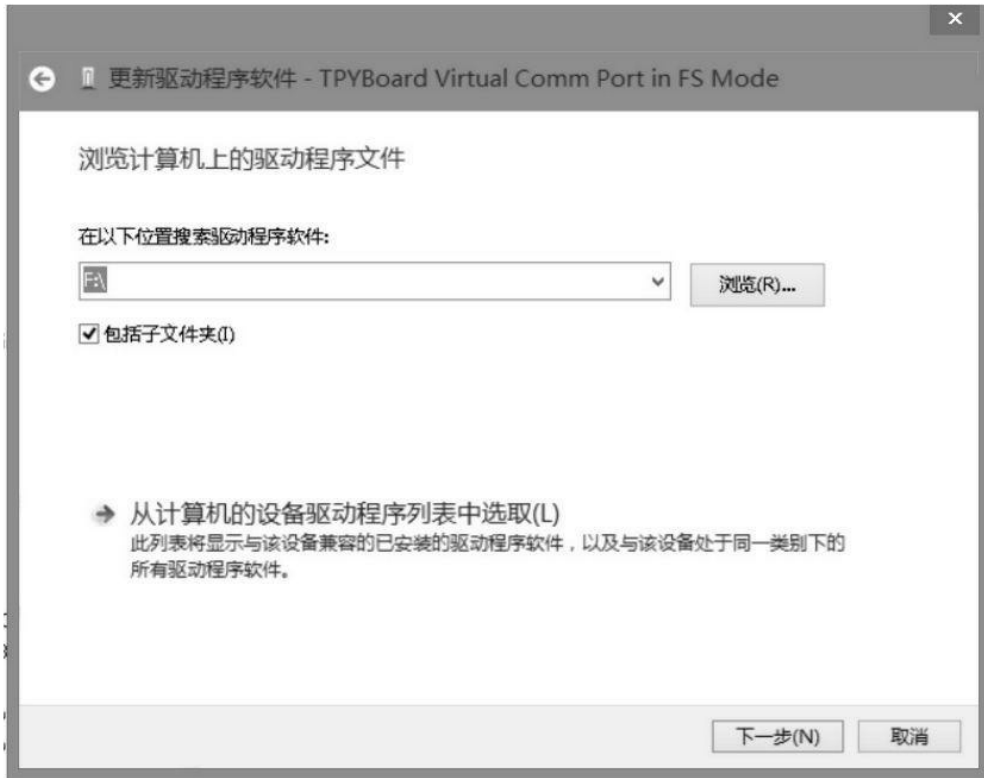 更新驱动程序软件 - TPYBoard Virtual Comm Port in FS Mode
浏览计算机上的驱动程序文件
在以下位置搜索驱动程序软件:
F:\
浏览(R)...
包括子文件夹(I)
从计算机的设备驱动程序列表中选取(L)
此列表将显示与该设备兼容的已安装的驱动程序软件，以及与该设备处于同一类别下的
所有驱动程序软件。
下一步(N)
取消